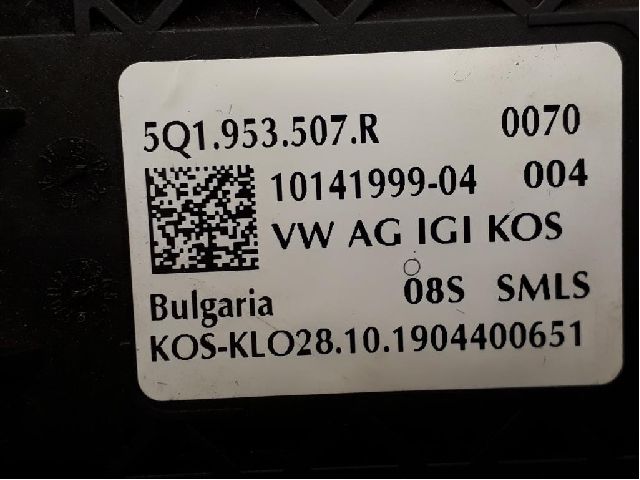 5Q1.953.507.R 0070
10141999-04 004
VW AG IGI KOS
Bulgaria 08S SMLS
KOS-KLO28.10.1904400651